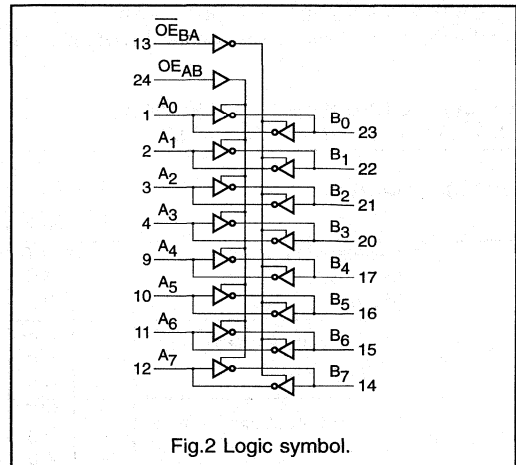 13 OE̅BA
24 OEAB
1 A0
B0 23
2 A1
B1 22
3 A2
B2 21
4 A3
B3 20
9 A4
B4 17
10 A5
B5 16
11 A6
B6 15
12 A7
B7 14
Fig.2 Logic symbol.